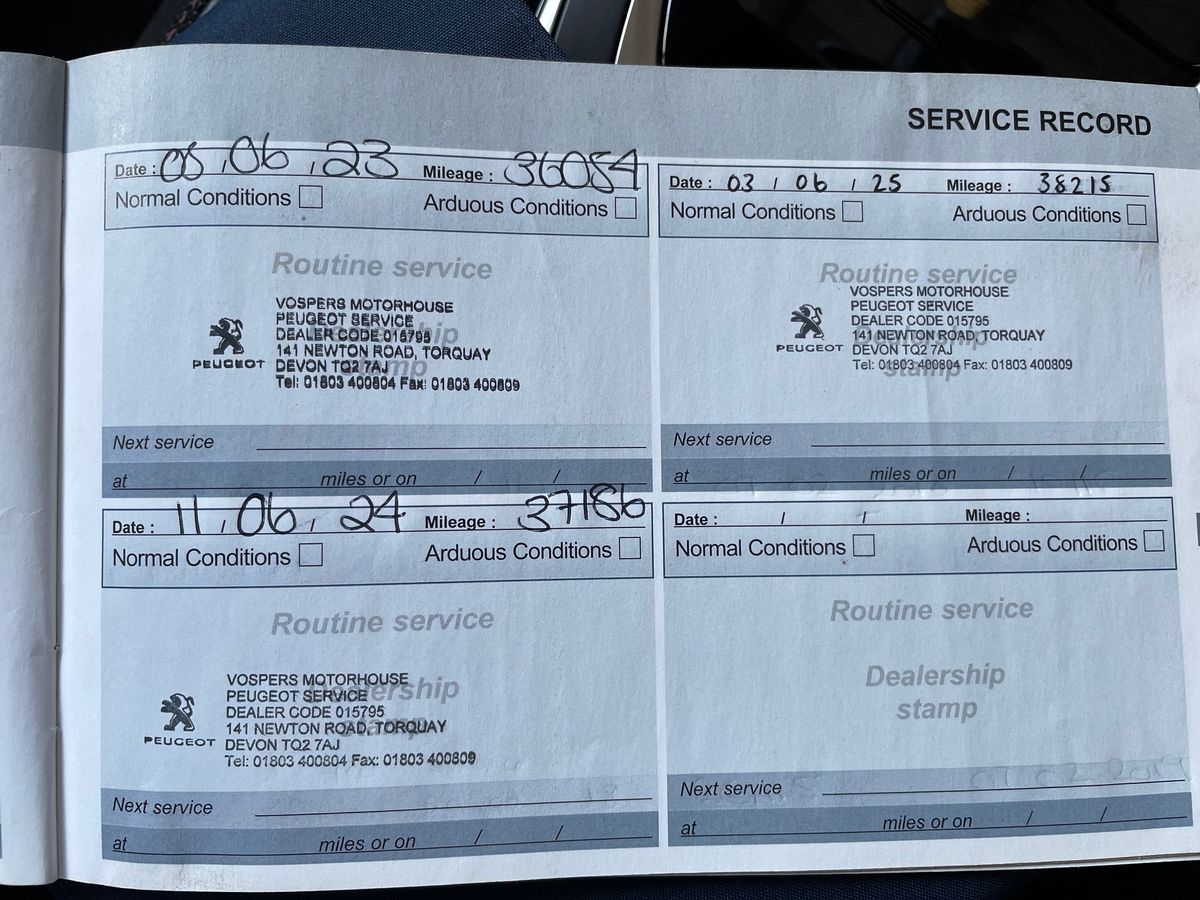 SERVICE RECORD
Date : 08 / 06 / 23 Mileage : 36054
Normal Conditions Arduous Conditions
Routine service
Dealership
stamp
PEUGEOT
VOSPERS MOTORHOUSE
PEUGEOT SERVICE
DEALER CODE 015795
141 NEWTON ROAD, TORQUAY
DEVON TQ2 7AJ
Tel: 01803 400804 Fax: 01803 400809
Next service
at miles or on / /
Date : 11 / 06 / 24 Mileage : 37186
Normal Conditions Arduous Conditions
Routine service
Dealership
stamp
PEUGEOT
VOSPERS MOTORHOUSE
PEUGEOT SERVICE
DEALER CODE 015795
141 NEWTON ROAD, TORQUAY
DEVON TQ2 7AJ
Tel: 01803 400804 Fax: 01803 400809
Next service
at miles or on / /
Date : 03 / 06 / 25 Mileage : 38215
Normal Conditions Arduous Conditions
Routine service
Dealership
stamp
PEUGEOT
VOSPERS MOTORHOUSE
PEUGEOT SERVICE
DEALER CODE 015795
141 NEWTON ROAD, TORQUAY
DEVON TQ2 7AJ
Tel: 01803 400804 Fax: 01803 400809
Next service
at miles or on / /
Date : / / Mileage :
Normal Conditions Arduous Conditions
Routine service
Dealership
stamp
Next service
at miles or on / /